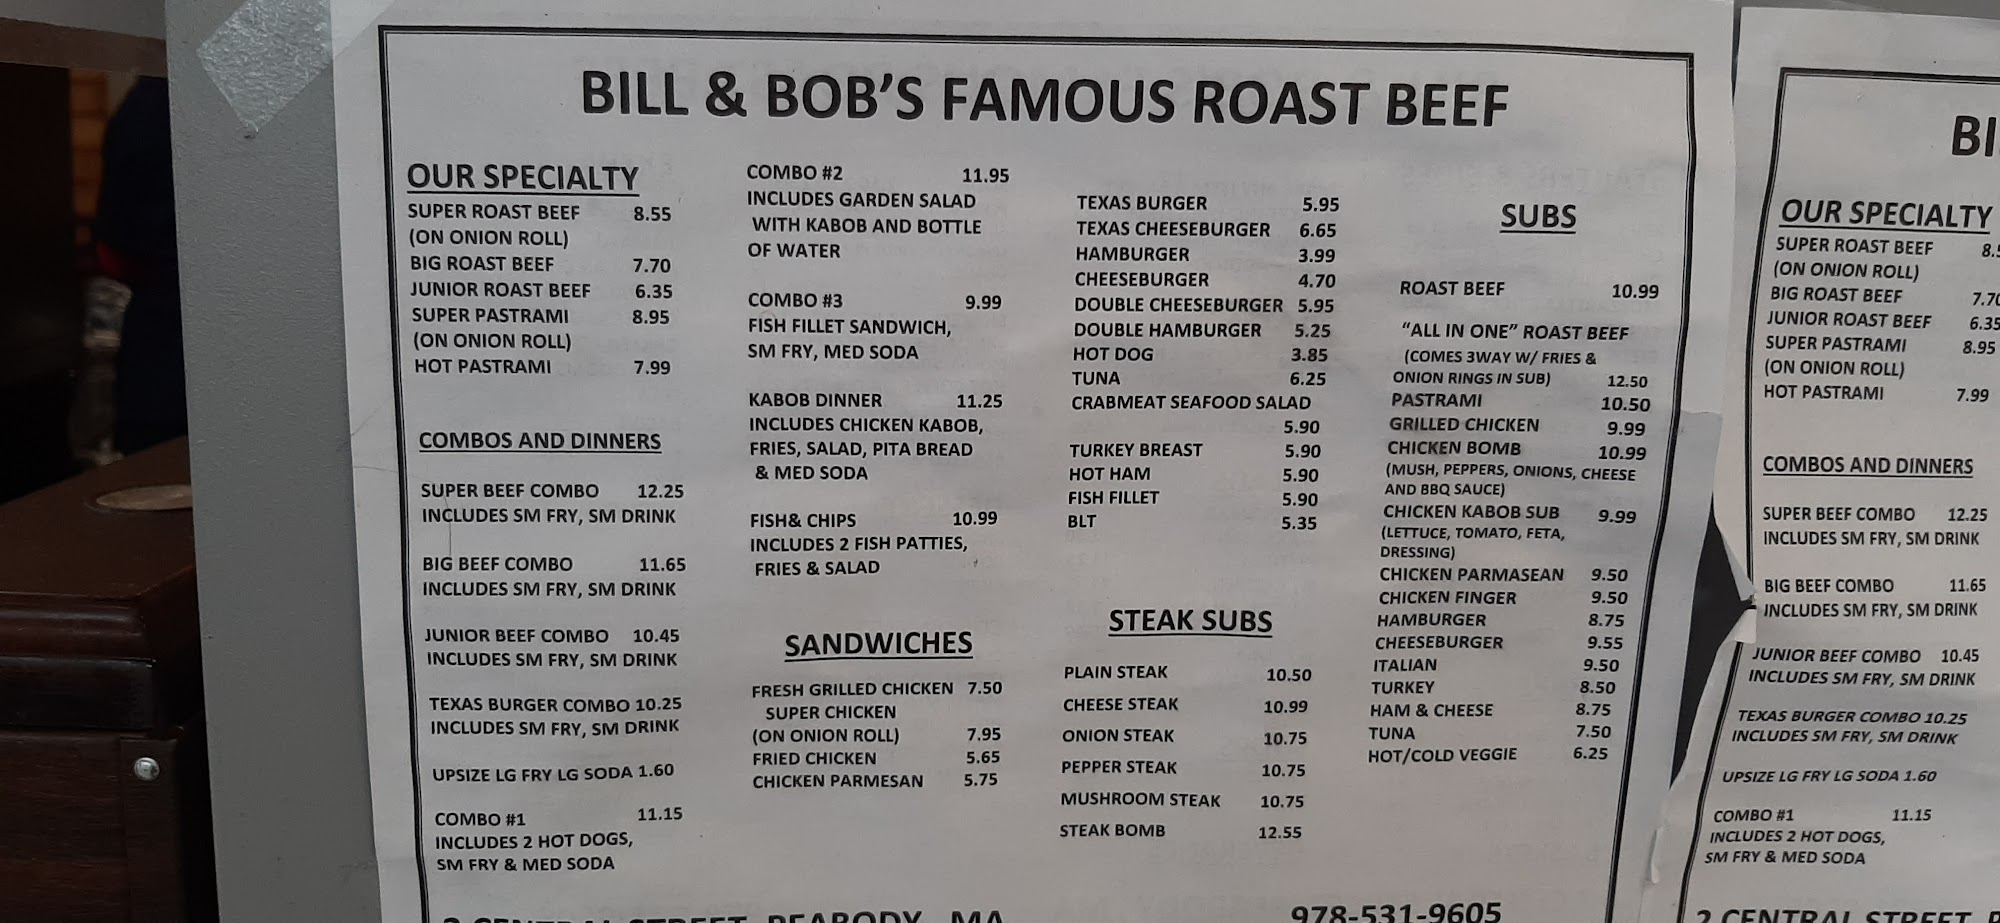 BILL & BOB'S FAMOUS ROAST BEEF
OUR SPECIALTY
SUPER ROAST BEEF 8.55
(ON ONION ROLL)
BIG ROAST BEEF 7.70
JUNIOR ROAST BEEF 6.35
SUPER PASTRAMI 8.95
(ON ONION ROLL)
HOT PASTRAMI 7.99
COMBOS AND DINNERS
SUPER BEEF COMBO 12.25
INCLUDES SM FRY, SM DRINK
BIG BEEF COMBO 11.65
INCLUDES SM FRY, SM DRINK
JUNIOR BEEF COMBO 10.45
INCLUDES SM FRY, SM DRINK
TEXAS BURGER COMBO 10.25
INCLUDES SM FRY, SM DRINK
UPSIZE LG FRY LG SODA 1.60
COMBO #1 11.15
INCLUDES 2 HOT DOGS,
SM FRY & MED SODA
COMBO #2 11.95
INCLUDES GARDEN SALAD
WITH KABOB AND BOTTLE
OF WATER
COMBO #3 9.99
FISH FILLET SANDWICH,
SM FRY, MED SODA
KABOB DINNER 11.25
INCLUDES CHICKEN KABOB,
FRIES, SALAD, PITA BREAD
& MED SODA
FISH& CHIPS 10.99
INCLUDES 2 FISH PATTIES,
FRIES & SALAD
SANDWICHES
FRESH GRILLED CHICKEN 7.50
SUPER CHICKEN
(ON ONION ROLL) 7.95
FRIED CHICKEN 5.65
CHICKEN PARMESAN 5.75
TEXAS BURGER 5.95
TEXAS CHEESEBURGER 6.65
HAMBURGER 3.99
CHEESEBURGER 4.70
DOUBLE CHEESEBURGER 5.95
DOUBLE HAMBURGER 5.25
HOT DOG 3.85
TUNA 6.25
CRABMEAT SEAFOOD SALAD
5.90
TURKEY BREAST 5.90
HOT HAM 5.90
FISH FILLET 5.90
BLT 5.35
STEAK SUBS
PLAIN STEAK 10.50
CHEESE STEAK 10.99
ONION STEAK 10.75
PEPPER STEAK 10.75
MUSHROOM STEAK 10.75
STEAK BOMB 12.55
SUBS
ROAST BEEF 10.99
"ALL IN ONE" ROAST BEEF
(COMES 3WAY W/ FRIES &
ONION RINGS IN SUB) 12.50
PASTRAMI 10.50
GRILLED CHICKEN 9.99
CHICKEN BOMB 10.99
(MUSH, PEPPERS, ONIONS, CHEESE
AND BBQ SAUCE)
CHICKEN KABOB SUB 9.99
(LETTUCE, TOMATO, FETA,
DRESSING)
CHICKEN PARMASEAN 9.50
CHICKEN FINGER 9.50
HAMBURGER 8.75
CHEESEBURGER 9.55
ITALIAN 9.50
TURKEY 8.50
HAM & CHEESE 8.75
TUNA 7.50
HOT/COLD VEGGIE 6.25
2 CENTRAL STREET, PEABODY, MA 978-531-9605
BI
OUR SPECIALTY
SUPER ROAST BEEF
(ON ONION ROLL)
BIG ROAST BEEF 7.70
JUNIOR ROAST BEEF 6.35
SUPER PASTRAMI 8.95
(ON ONION ROLL)
HOT PASTRAMI 7.99
COMBOS AND DINNERS
SUPER BEEF COMBO 12.25
INCLUDES SM FRY, SM DRINK
BIG BEEF COMBO 11.65
INCLUDES SM FRY, SM DRINK
JUNIOR BEEF COMBO 10.45
INCLUDES SM FRY, SM DRINK
TEXAS BURGER COMBO 10.25
INCLUDES SM FRY, SM DRINK
UPSIZE LG FRY LG SODA 1.60
COMBO #1 11.15
INCLUDES 2 HOT DOGS,
SM FRY & MED SODA
2 CENTRAL STREET